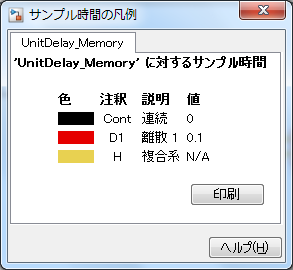 サンプル時間の凡例
UnitDelay_Memory
'UnitDelay_Memory' に対するサンプル時間
色 注釈 説明 値
Cont 連続 0
D1 離散 1 0.1
H 複合系 N/A
印刷
ヘルプ(H)